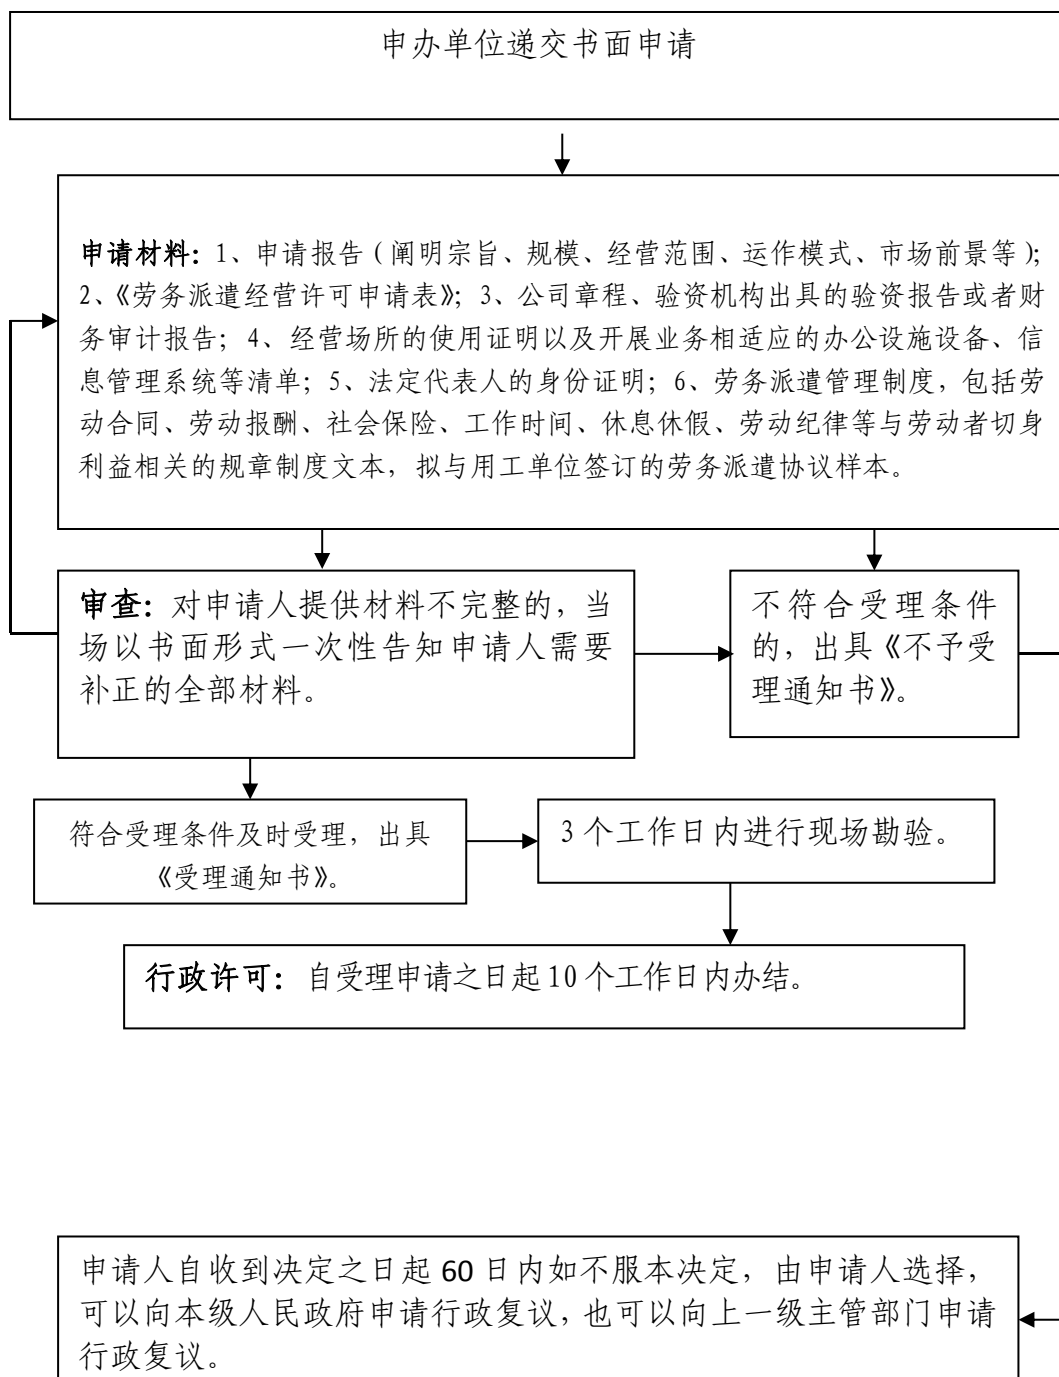 申办单位递交书面申请
申请材料：1、申请报告（阐明宗旨、规模、经营范围、运作模式、市场前景等）；
2、《劳务派遣经营许可申请表》；3、公司章程、验资机构出具的验资报告或者财
务审计报告；4、经营场所的使用证明以及开展业务相适应的办公设施设备、信
息管理系统等清单；5、法定代表人的身份证明；6、劳务派遣管理制度，包括劳
动合同、劳动报酬、社会保险、工作时间、休息休假、劳动纪律等与劳动者切身
利益相关的规章制度文本，拟与用工单位签订的劳务派遣协议样本。
审查：对申请人提供材料不完整的，当
场以书面形式一次性告知申请人需要
补正的全部材料。
不符合受理条件
的，出具《不予受
理通知书》。
符合受理条件及时受理，出具
《受理通知书》。
3个工作日内进行现场勘验。
行政许可：自受理申请之日起10个工作日内办结。
申请人自收到决定之日起60日内如不服本决定，由申请人选择，
可以向本级人民政府申请行政复议，也可以向上一级主管部门申请
行政复议。